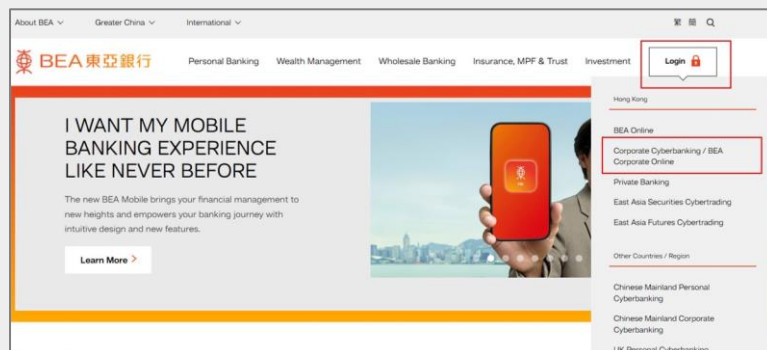 About BEA
Greater China
International
繁 簡
BEA東亞銀行
Personal Banking
Wealth Management
Wholesale Banking
Insurance, MPF & Trust
Investment
Login
I WANT MY MOBILE
BANKING EXPERIENCE
LIKE NEVER BEFORE
The new BEA Mobile brings your financial management to
new heights and empowers your banking journey with
intuitive design and new features.
Learn More
Hong Kong
BEA Online
Corporate Cyberbanking / BEA
Corporate Online
Private Banking
East Asia Securities Cybertrading
East Asia Futures Cybertrading
Other Countries / Region
Chinese Mainland Personal
Cyberbanking
Chinese Mainland Corporate
Cyberbanking
UK Personal Cyberbanking